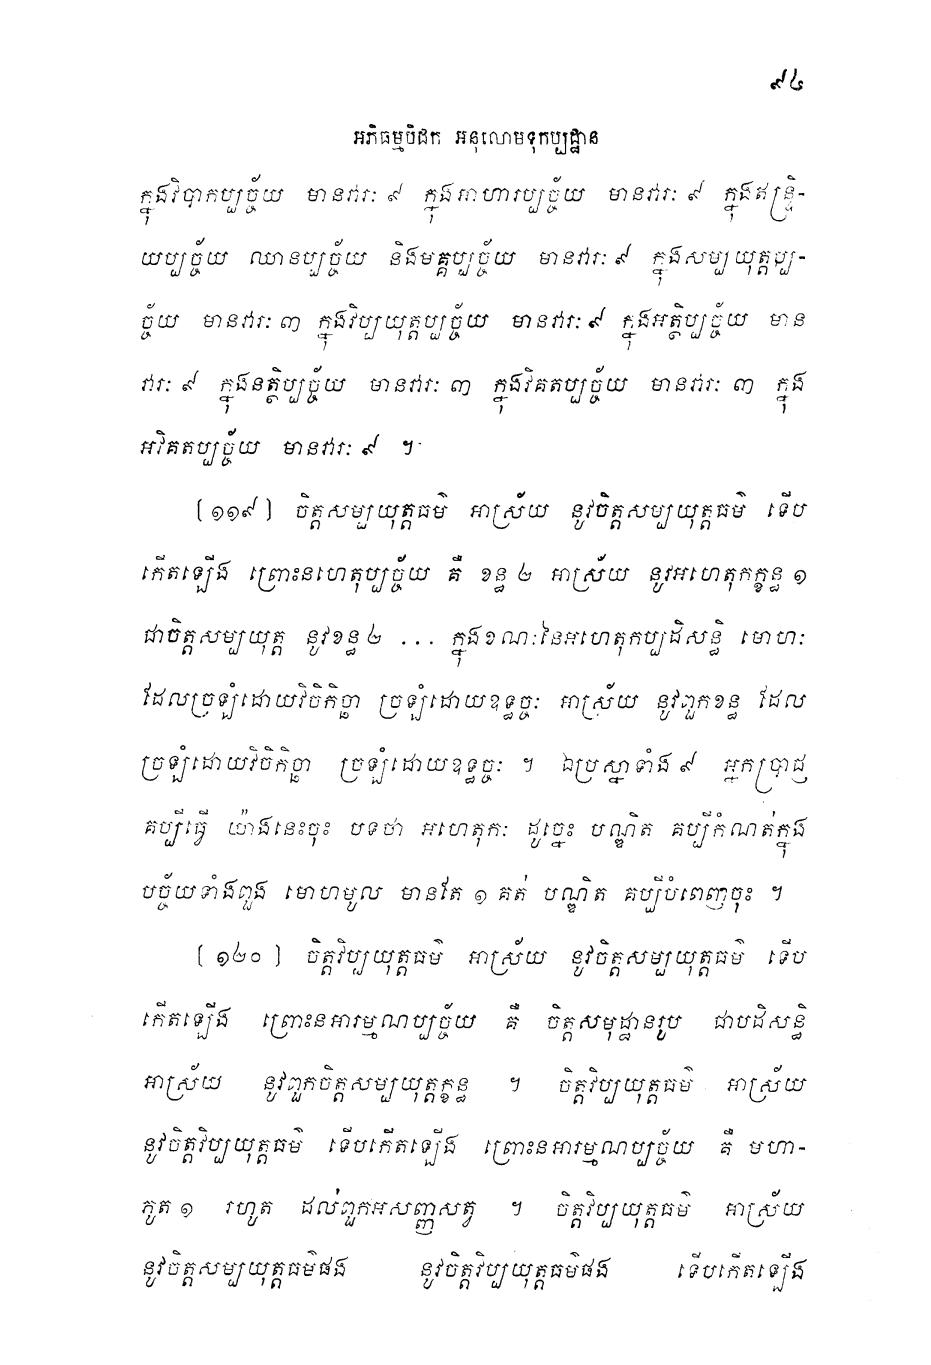 ៩៤
អភិធម្មបិដក អនុលោមទុកប្បដ្ឋាន
ក្នុងវិបាកប្បច្ច័យ មានវារៈ ៩ ក្នុងអាហារប្បច្ច័យ មានវារៈ ៩ ក្នុងឥន្ទ្រិ-
យប្បច្ច័យ ឈានប្បច្ច័យ និងមគ្គប្បច្ច័យ មានវារៈ ៩ ក្នុងសម្បយុត្តប្ប-
ច្ច័យ មានវារៈ ៣ ក្នុងវិប្បយុត្តប្បច្ច័យ មានវារៈ ៩ ក្នុងអត្ថិប្បច្ច័យ មាន
វារៈ ៩ ក្នុងនត្ថិប្បច្ច័យ មានវារៈ ៣ ក្នុងវិគតប្បច្ច័យ មានវារៈ ៣ ក្នុង
អវិគតប្បច្ច័យ មានវារៈ ៩ ។
[១១៩] ចិត្តសម្បយុត្តធម៌ អាស្រ័យ នូវចិត្តសម្បយុត្តធម៌ ទើប
កើតឡើង ព្រោះនហេតុប្បច្ច័យ គឺ ខន្ធ ២ អាស្រ័យ នូវអហេតុកក្ខន្ធ ១
ជាចិត្តសម្បយុត្ត នូវខន្ធ ២ ... ក្នុងខណៈនៃអហេតុកប្បដិសន្ធិ មោហៈ
ដែលច្រឡំដោយវិចិកិច្ឆា ច្រឡំដោយឧទ្ធច្ចៈ អាស្រ័យ នូវពួកខន្ធ ដែល
ច្រឡំដោយវិចិកិច្ឆា ច្រឡំដោយឧទ្ធច្ចៈ ។ ឯប្រស្នាទាំង ៩ អ្នកប្រាជ្ញ
គប្បីធ្វើ យ៉ាងនេះចុះ បទថា អហេតុកៈ ដូច្នេះ បណ្ឌិត គប្បីកំណត់ក្នុង
បច្ច័យទាំងពួង មោហមូល មានតែ ១ គត់ បណ្ឌិត គប្បីបំពេញចុះ ។
[១២០] ចិត្តវិប្បយុត្តធម៌ អាស្រ័យ នូវចិត្តសម្បយុត្តធម៌ ទើប
កើតឡើង ព្រោះនអារម្មណប្បច្ច័យ គឺ ចិត្តសមុដ្ឋានរូប ជាបដិសន្ធិ
អាស្រ័យ នូវពួកចិត្តសម្បយុត្តក្ខន្ធ ។ ចិត្តវិប្បយុត្តធម៌ អាស្រ័យ
នូវចិត្តវិប្បយុត្តធម៌ ទើបកើតឡើង ព្រោះនអារម្មណប្បច្ច័យ គឺ មហា-
ភូត ១ រហូត ដល់ពួកអសញ្ញសត្វ ។ ចិត្តវិប្បយុត្តធម៌ អាស្រ័យ
នូវចិត្តសម្បយុត្តធម៌ផង នូវចិត្តវិប្បយុត្តធម៌ផង ទើបកើតឡើង